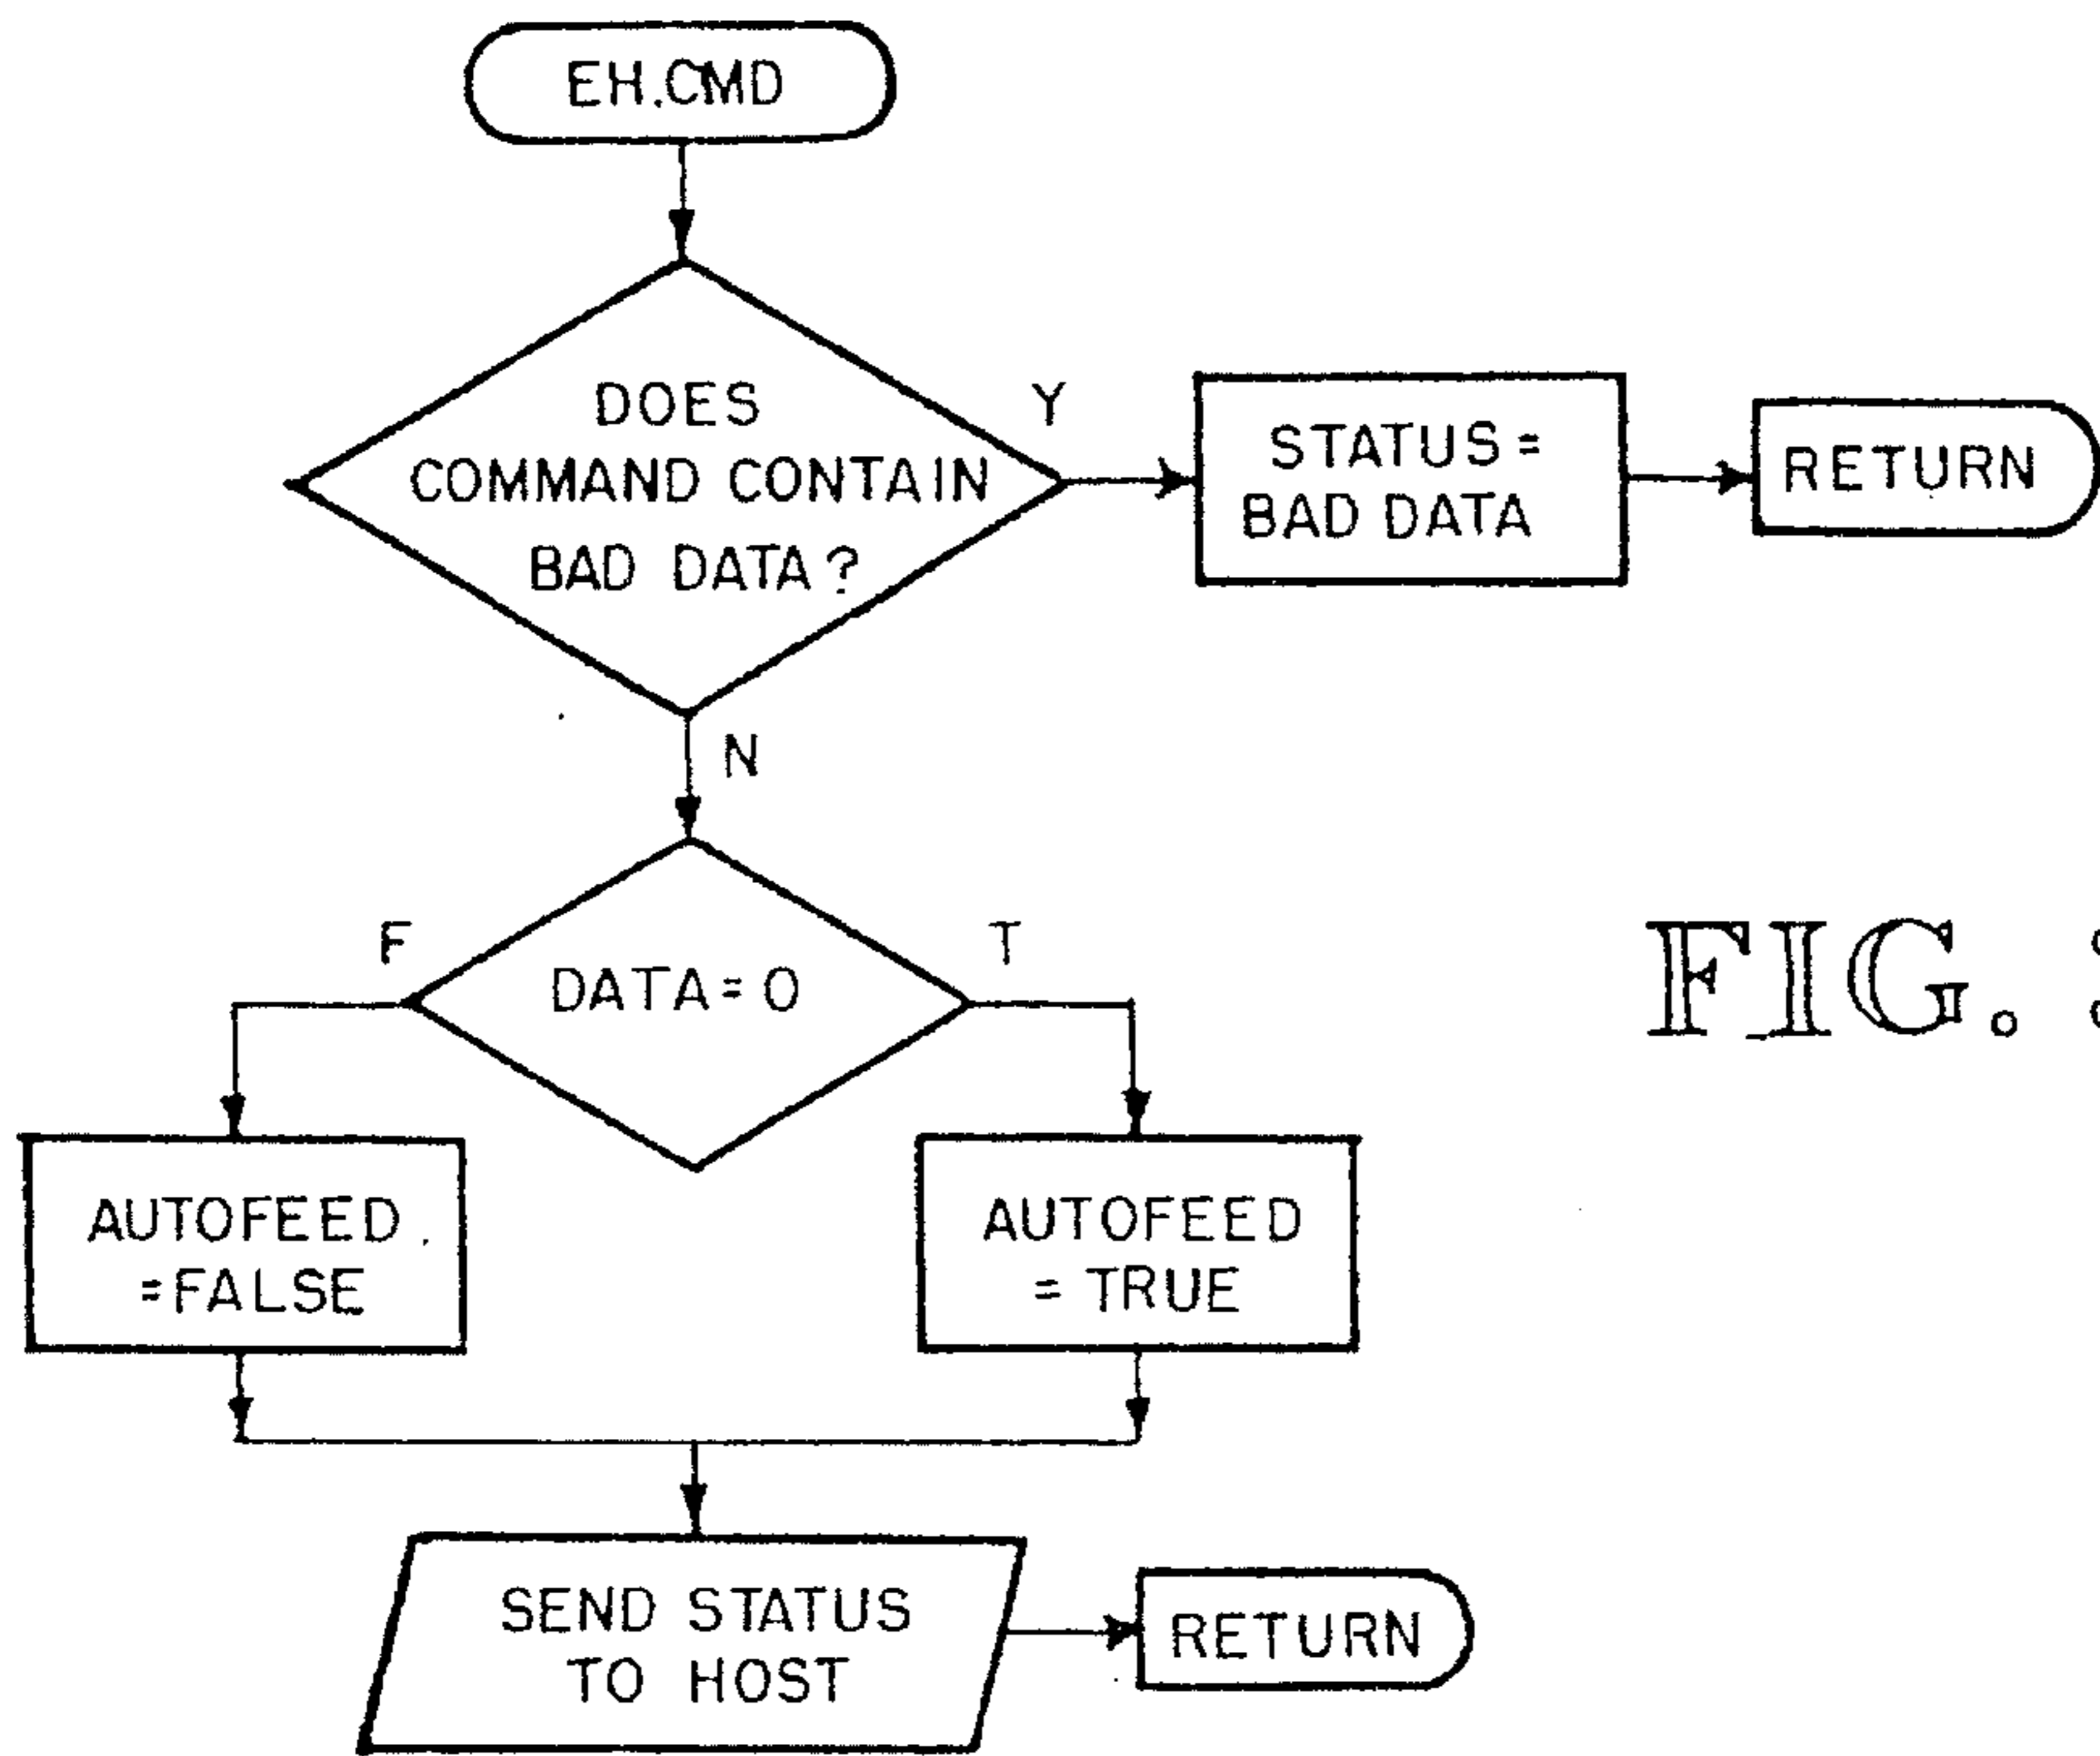 EH.CMD
DOES
COMMAND CONTAIN
BAD DATA?
Y
STATUS=
BAD DATA
RETURN
N
F
DATA=0
T
FIG.
AUTOFEED
=FALSE
AUTOFEED
= TRUE
SEND STATUS
TO HOST
RETURN